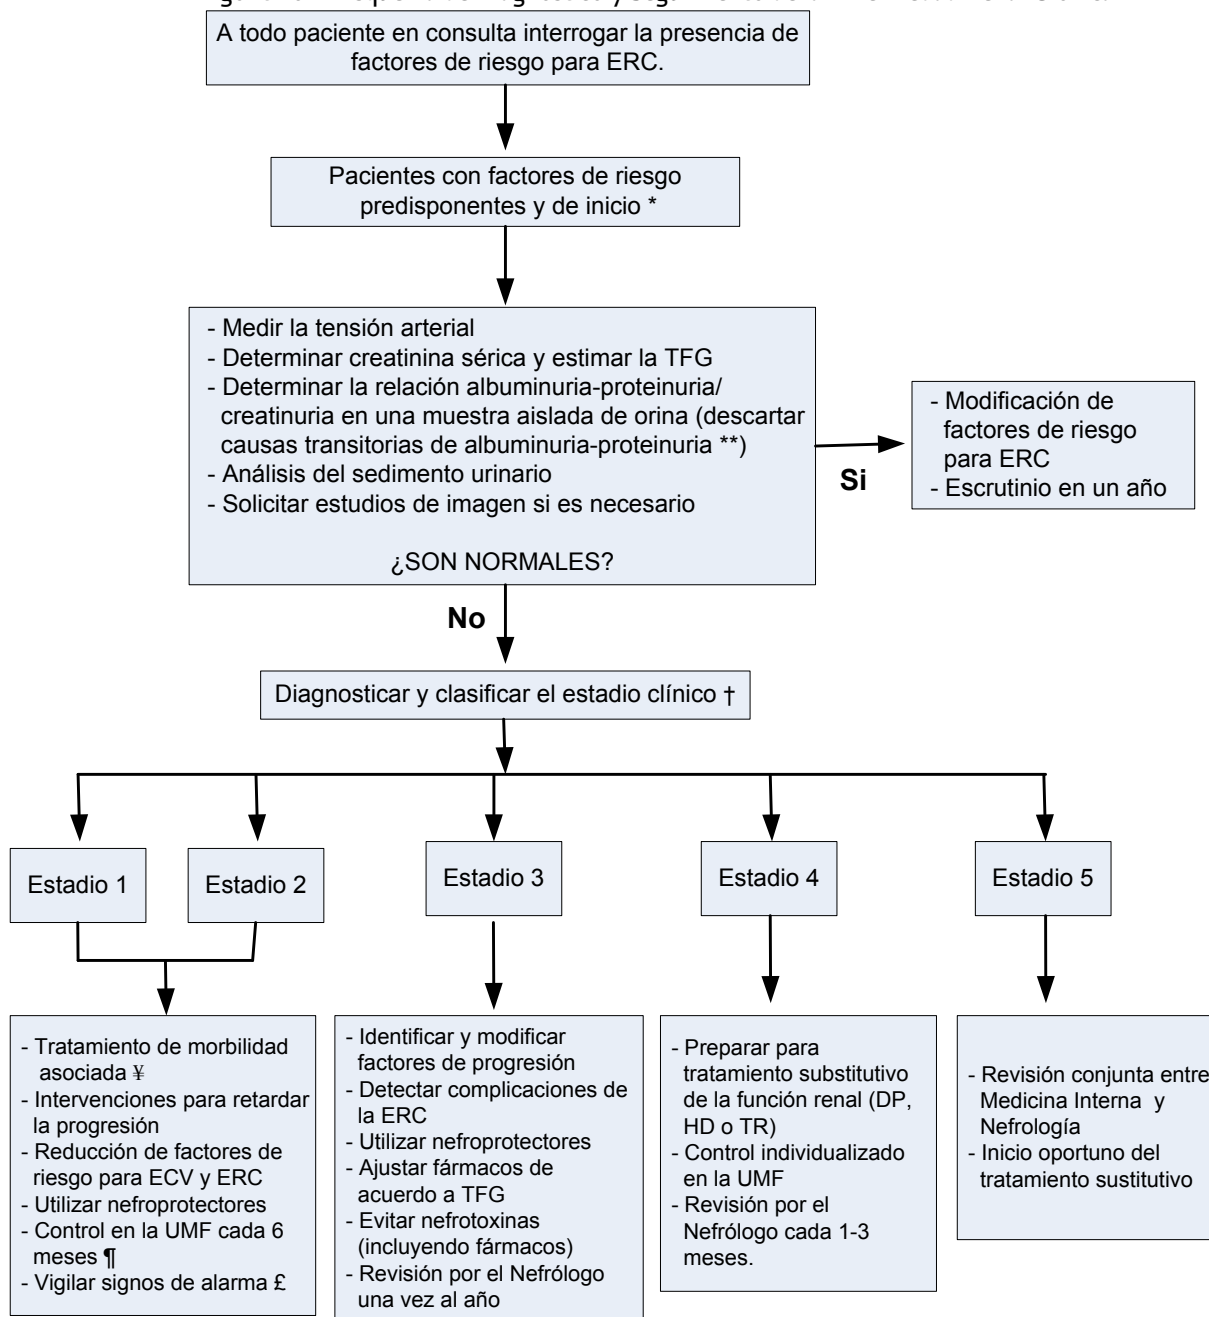 A todo paciente en consulta interrogar la presencia de
factores de riesgo para ERC.
Pacientes con factores de riesgo
predisponentes y de inicio *
- Medir la tensión arterial
- Determinar creatinina sérica y estimar la TFG
- Determinar la relación albuminuria-proteinuria/
creatinuria en una muestra aislada de orina (descartar
causas transitorias de albuminuria-proteinuria **)
- Análisis del sedimento urinario
- Solicitar estudios de imagen si es necesario
¿SON NORMALES?
Si
- Modificación de
factores de riesgo
para ERC
- Escrutinio en un año
No
Diagnosticar y clasificar el estadio clínico †
Estadio 1
Estadio 2
Estadio 3
Estadio 4
Estadio 5
- Tratamiento de morbilidad
asociada ¥
- Intervenciones para retardar
la progresión
- Reducción de factores de
riesgo para ECV y ERC
- Utilizar nefroprotectores
- Control en la UMF cada 6
meses ¶
- Vigilar signos de alarma £
- Identificar y modificar
factores de progresión
- Detectar complicaciones de
la ERC
- Utilizar nefroprotectores
- Ajustar fármacos de
acuerdo a TFG
- Evitar nefrotoxinas
(incluyendo fármacos)
- Revisión por el Nefrólogo
una vez al año
- Preparar para
tratamiento substitutivo
de la función renal (DP,
HD o TR)
- Control individualizado
en la UMF
- Revisión por el
Nefrólogo cada 1-3
meses.
- Revisión conjunta entre
Medicina Interna y
Nefrología
- Inicio oportuno del
tratamiento sustitutivo